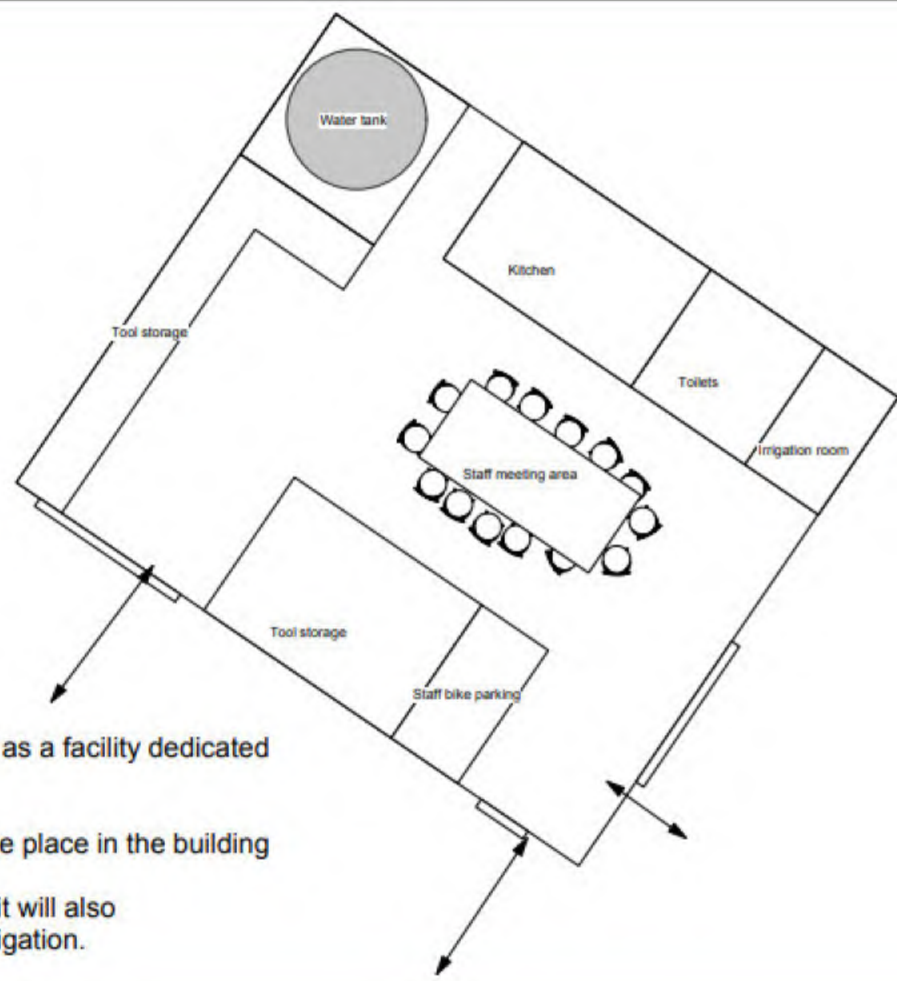 Water tank
Kitchen
Tool storage
Toilets
Irrigation room
Staff meeting area
Tool storage
Staff bike parking
as a facility dedicated
e place in the building
it will also
igation.